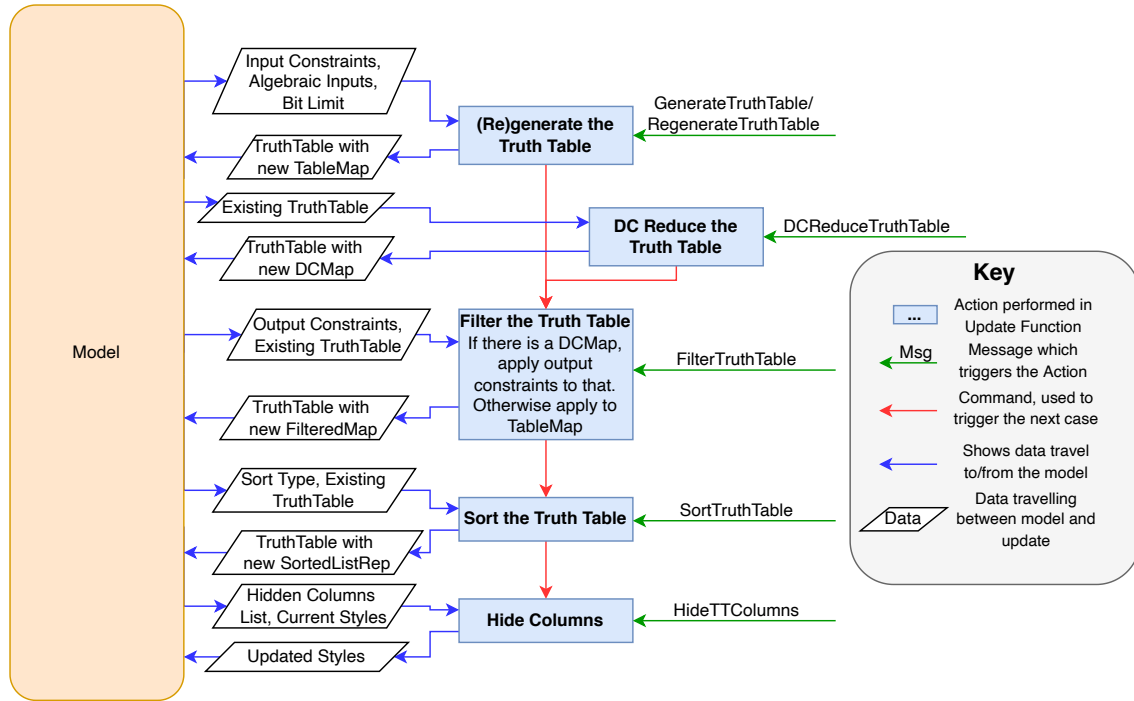 Model
Input Constraints,
Algebraic Inputs,
Bit Limit
(Re)generate the
Truth Table
GenerateTruthTable/
RegenerateTruthTable
TruthTable with
new TableMap
Existing TruthTable
DC Reduce the
Truth Table
DCReduceTruthTable
TruthTable with
new DCMap
Output Constraints,
Existing TruthTable
Filter the Truth Table
If there is a DCMap,
apply output
constraints to that.
Otherwise apply to
TableMap
FilterTruthTable
TruthTable with
new FilteredMap
Sort Type, Existing
TruthTable
Sort the Truth Table
SortTruthTable
TruthTable with
new SortedListRep
Hidden Columns
List, Current Styles
Hide Columns
HideTTColumns
Updated Styles
Key
...
Action performed in
Update Function
Msg
Message which
triggers the Action
Command, used to
trigger the next case
Shows data travel
to/from the model
Data
Data travelling
between model and
update